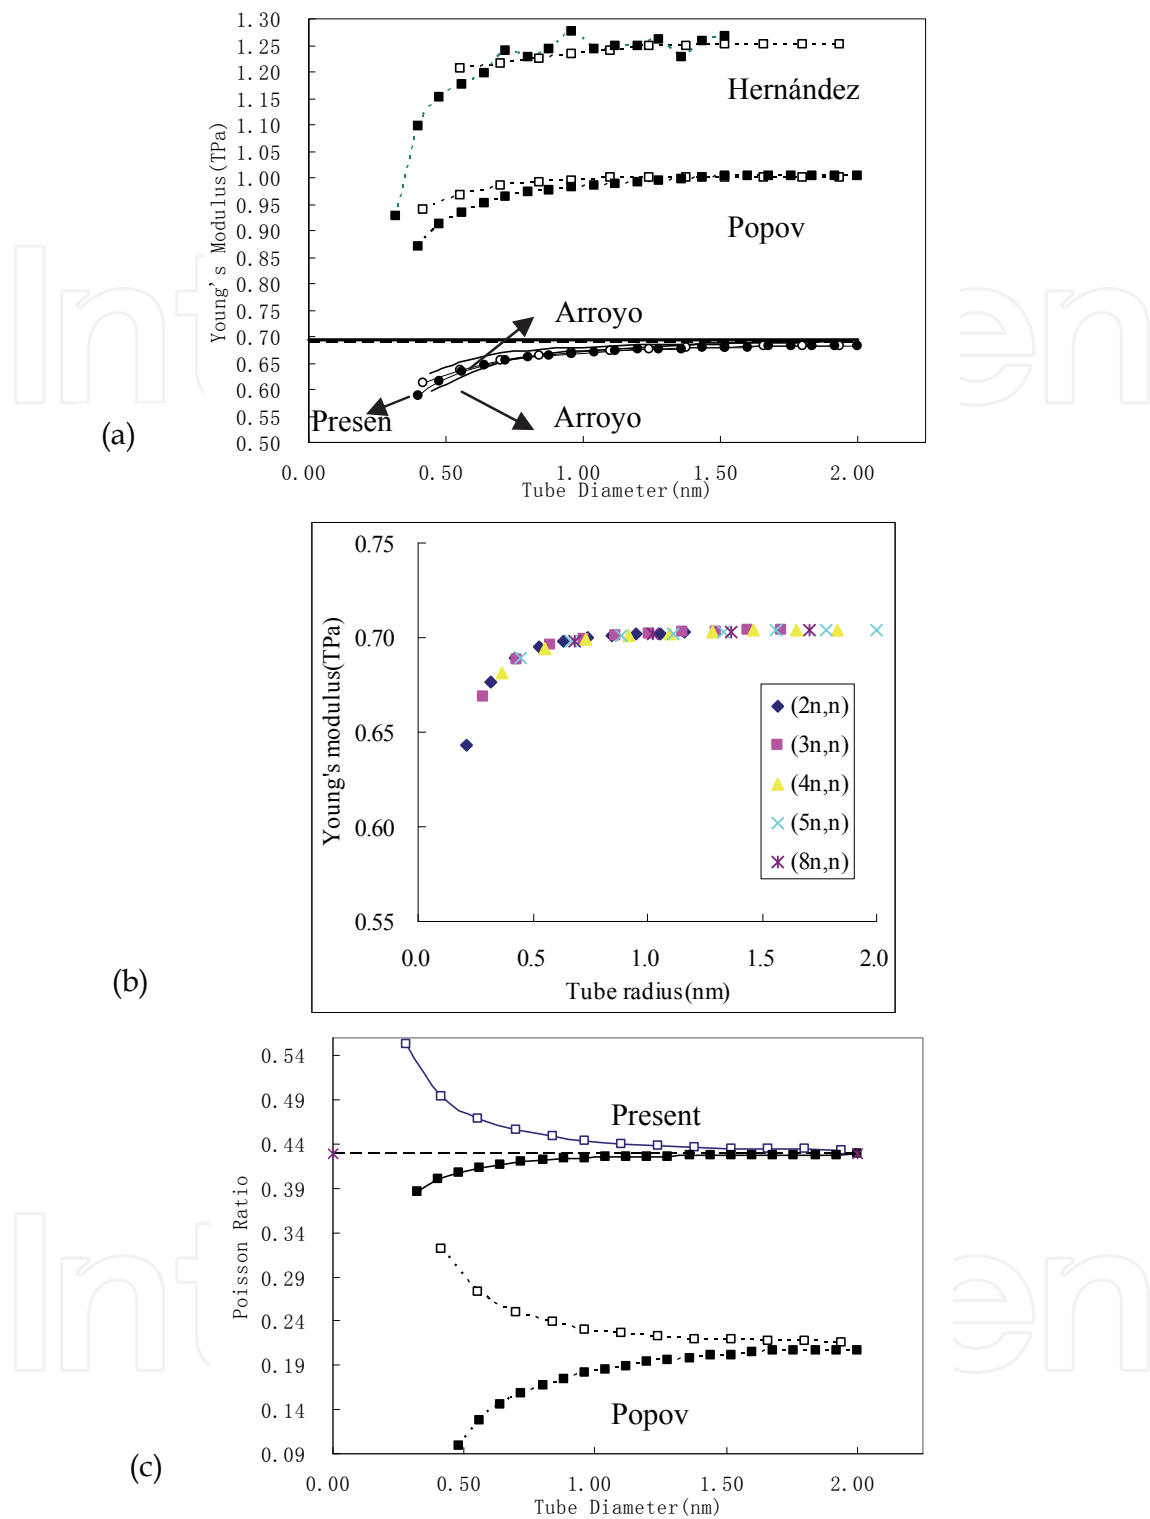 1.30
1.25
1.20
1.15
1.10
1.05
1.00
0.95
0.90
0.85
0.80
0.75
0.70
0.65
0.60
0.55
0.50
Young's Modulus(TPa)
Hernández
Popov
Arroyo
Arroyo
Presen
(a)
0.00 0.50 1.00 1.50 2.00
Tube Diameter(nm)
0.75
0.70
0.65
0.60
0.55
Young's modulus(TPa)
(2n,n)
(3n,n)
(4n,n)
(5n,n)
(8n,n)
0.0 0.5 1.0 1.5 2.0
Tube radius(nm)
(b)
0.54
0.49
0.44
0.39
0.34
0.29
0.24
0.19
0.14
0.09
Poisson Ratio
Present
Popov
(c)
0.00 0.50 1.00 1.50 2.00
Tube Diameter(nm)
Int en
Int en